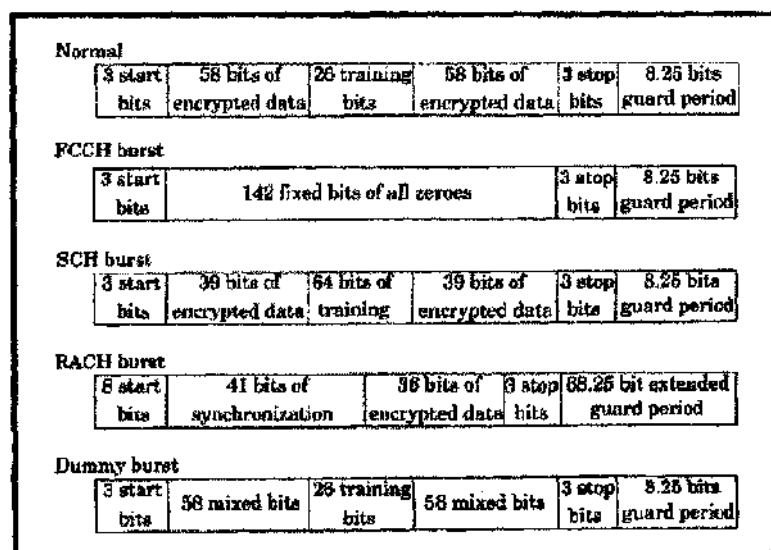 Normal
3 start 58 bits of 26 training 58 bits of 3 stop 8.25 bits
bits encrypted data bits encrypted data bits guard period
FCCH burst
3 start 142 fixed bits of all zeroes 3 stop 8.25 bits
bits bits guard period
SCH burst
3 start 39 bits of 64 bits of 39 bits of 3 stop 8.25 bits
bits encrypted data training encrypted data bits guard period
RACH burst
8 start 41 bits of 36 bits of 3 stop 68.25 bit extended
bits synchronization encrypted data bits guard period
Dummy burst
3 start 58 mixed bits 26 training 58 mixed bits 3 stop 8.25 bits
bits bits bits guard period